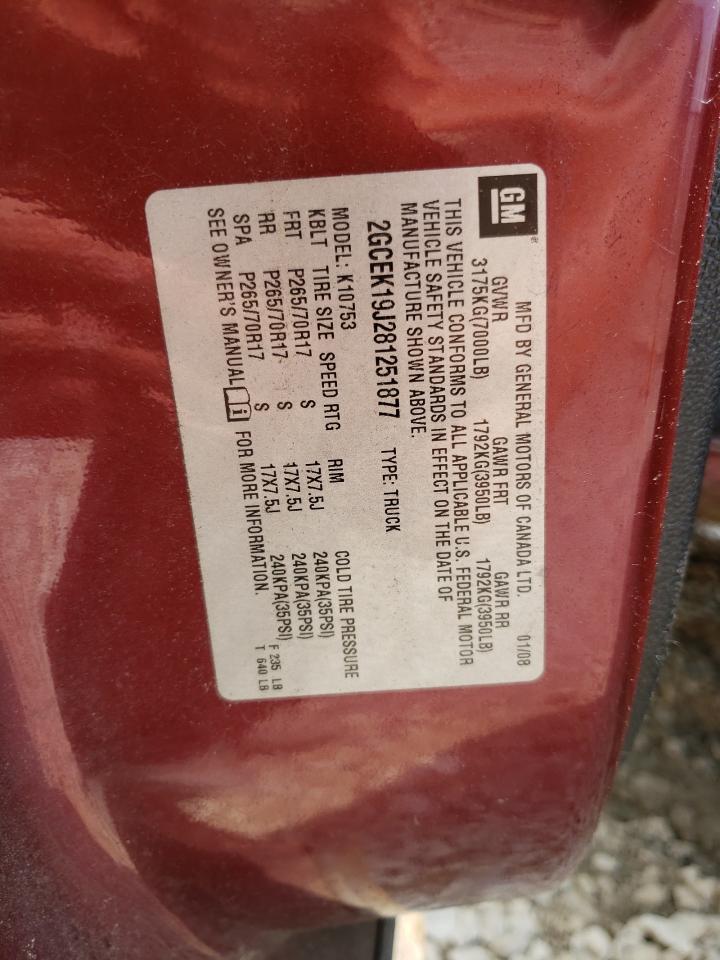 GM®
MFD BY GENERAL MOTORS OF CANADA LTD. 01/08
GVWR GAWR FRT GAWR RR
3175KG(7000LB) 1792KG(3950LB) 1792KG(3950LB)
THIS VEHICLE CONFORMS TO ALL APPLICABLE U.S. FEDERAL MOTOR
VEHICLE SAFETY STANDARDS IN EFFECT ON THE DATE OF
MANUFACTURE SHOWN ABOVE.
2GCEK19J281251877 TYPE: TRUCK
MODEL: K10753
KBLT TIRE SIZE SPEED RTG RIM COLD TIRE PRESSURE
FRT P265/70R17 S 17X7.5J 240KPA(35PSI)
RR P265/70R17 S 17X7.5J 240KPA(35PSI)
SPA P265/70R17 S 17X7.5J 240KPA(35PSI)
SEE OWNER'S MANUAL i FOR MORE INFORMATION.
F 235 LB
T 640 LB